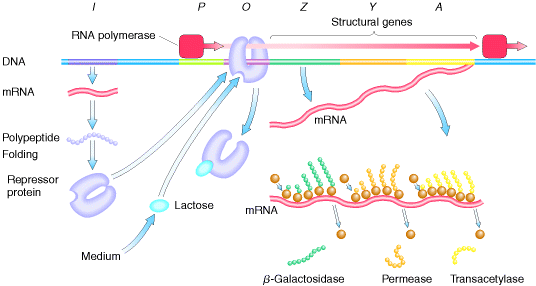 I P O Z Y A
Structural genes
RNA polymerase
DNA
mRNA
mRNA
Polypeptide
Folding
Repressor
protein
Lactose
mRNA
Medium
β-Galactosidase Permease Transacetylase